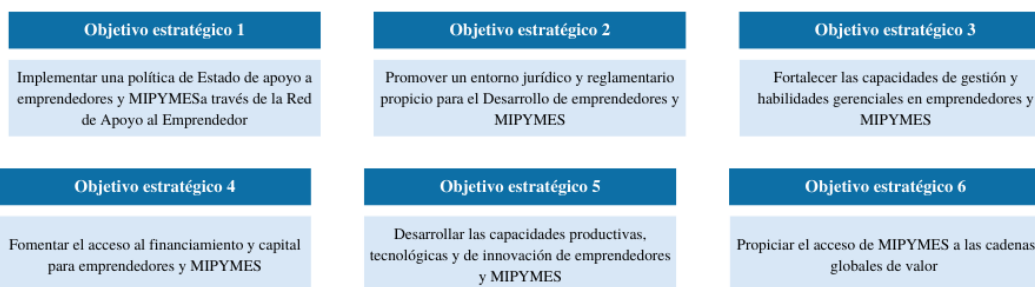 Objetivo estratégico 1
Implementar una política de Estado de apoyo a
emprendedores y MIPYMESa través de la Red
de Apoyo al Emprendedor
Objetivo estratégico 2
Promover un entorno jurídico y reglamentario
propicio para el Desarrollo de emprendedores y
MIPYMES
Objetivo estratégico 3
Fortalecer las capacidades de gestión y
habilidades gerenciales en emprendedores y
MIPYMES
Objetivo estratégico 4
Fomentar el acceso al financiamiento y capital
para emprendedores y MIPYMES
Objetivo estratégico 5
Desarrollar las capacidades productivas,
tecnológicas y de innovación de emprendedores
y MIPYMES
Objetivo estratégico 6
Propiciar el acceso de MIPYMES a las cadenas
globales de valor